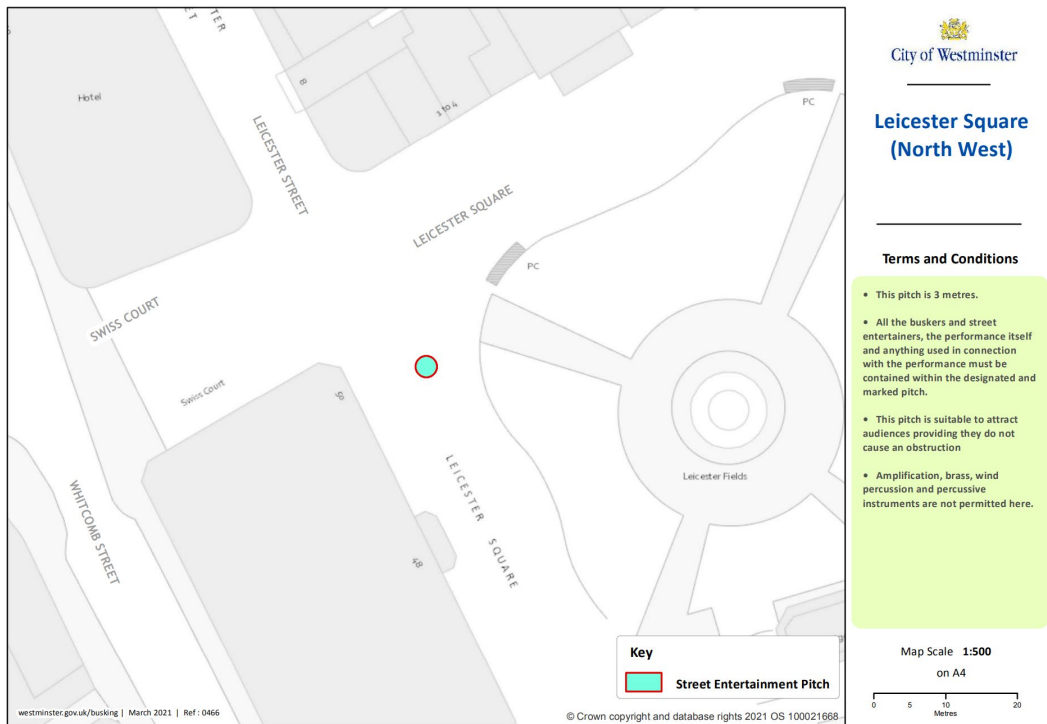 Hotel
8
1 to 4
LEICESTER STREET
LEICESTER SQUARE
PC
PC
SWISS COURT
Swiss Court
50
LEICESTER SQUARE
48
WHITCOMB STREET
Leicester Fields
Key
Street Entertainment Pitch
westminster.gov.uk/busking | March 2021 | Ref : 0466
© Crown copyright and database rights 2021 OS 100021668
City of Westminster
Leicester Square
(North West)
Terms and Conditions
• This pitch is 3 metres.
• All the buskers and street
entertainers, the performance itself
and anything used in connection
with the performance must be
contained within the designated and
marked pitch.
• This pitch is suitable to attract
audiences providing they do not
cause an obstruction
• Amplification, brass, wind
percussion and percussive
instruments are not permitted here.
Map Scale 1:500
on A4
0 5 10 20
Metres